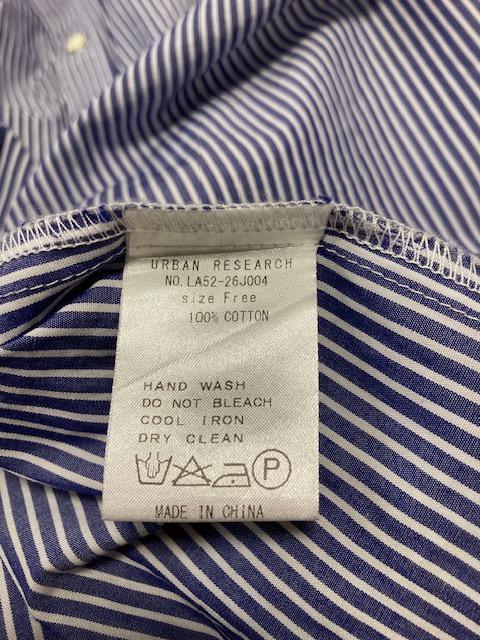 URBAN RESEARCH
NO.LA52-26J004
size Free
100% COTTON
HAND WASH
DO NOT BLEACH
COOL IRON
DRY CLEAN
P
MADE IN CHINA